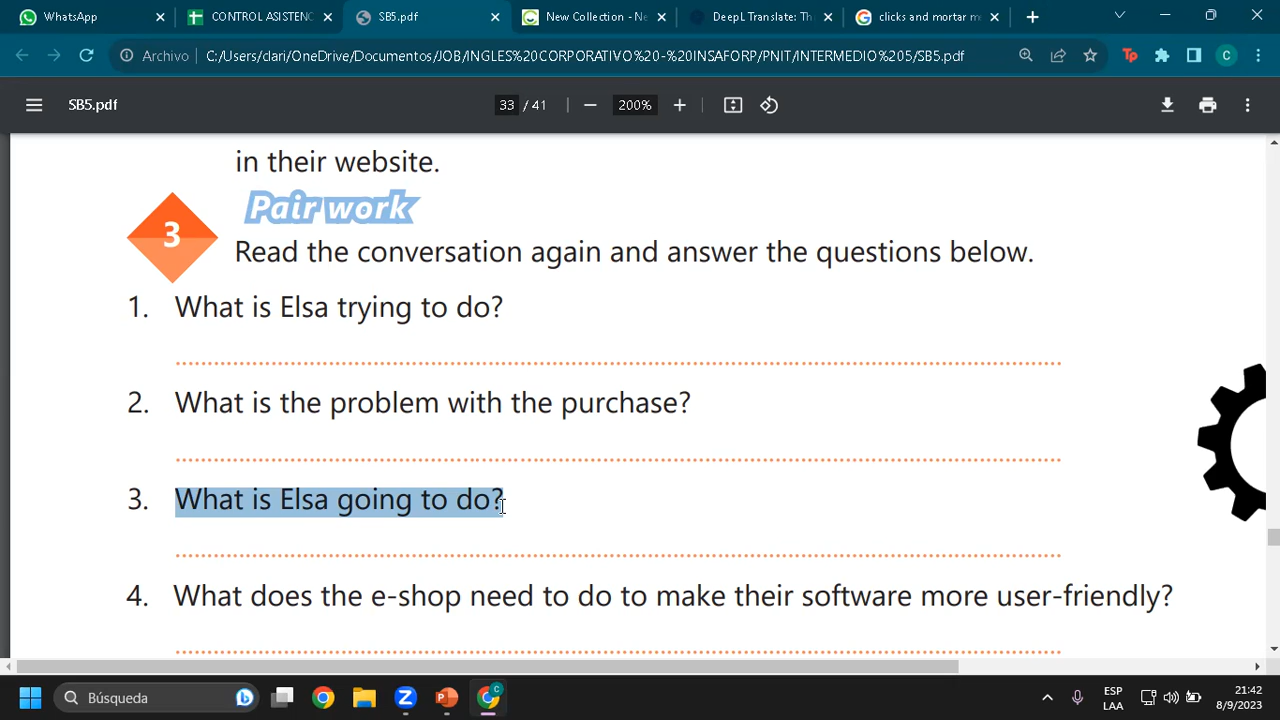 WhatsApp
CONTROL ASISTENC
SB5.pdf
New Collection - Ne
DeepL Translate: Th
clicks and mortar m
Archivo
C:/Users/clari/OneDrive/Documentos/JOB/INGLES%20CORPORATIVO%20-%20INSAFORP/PNIT/INTERMEDIO%205/SB5.pdf
Tp
C
SB5.pdf
33 / 41
200%
in their website.
Pair work
3
Read the conversation again and answer the questions below.
1. What is Elsa trying to do?
2. What is the problem with the purchase?
3. What is Elsa going to do?
4. What does the e-shop need to do to make their software more user-friendly?
Búsqueda
C
ESP
LAA
21:42
8/9/2023